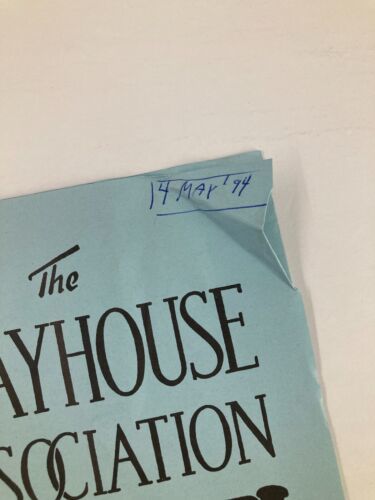 14 MAY '94
The
AYHOUSE
SOCIATION